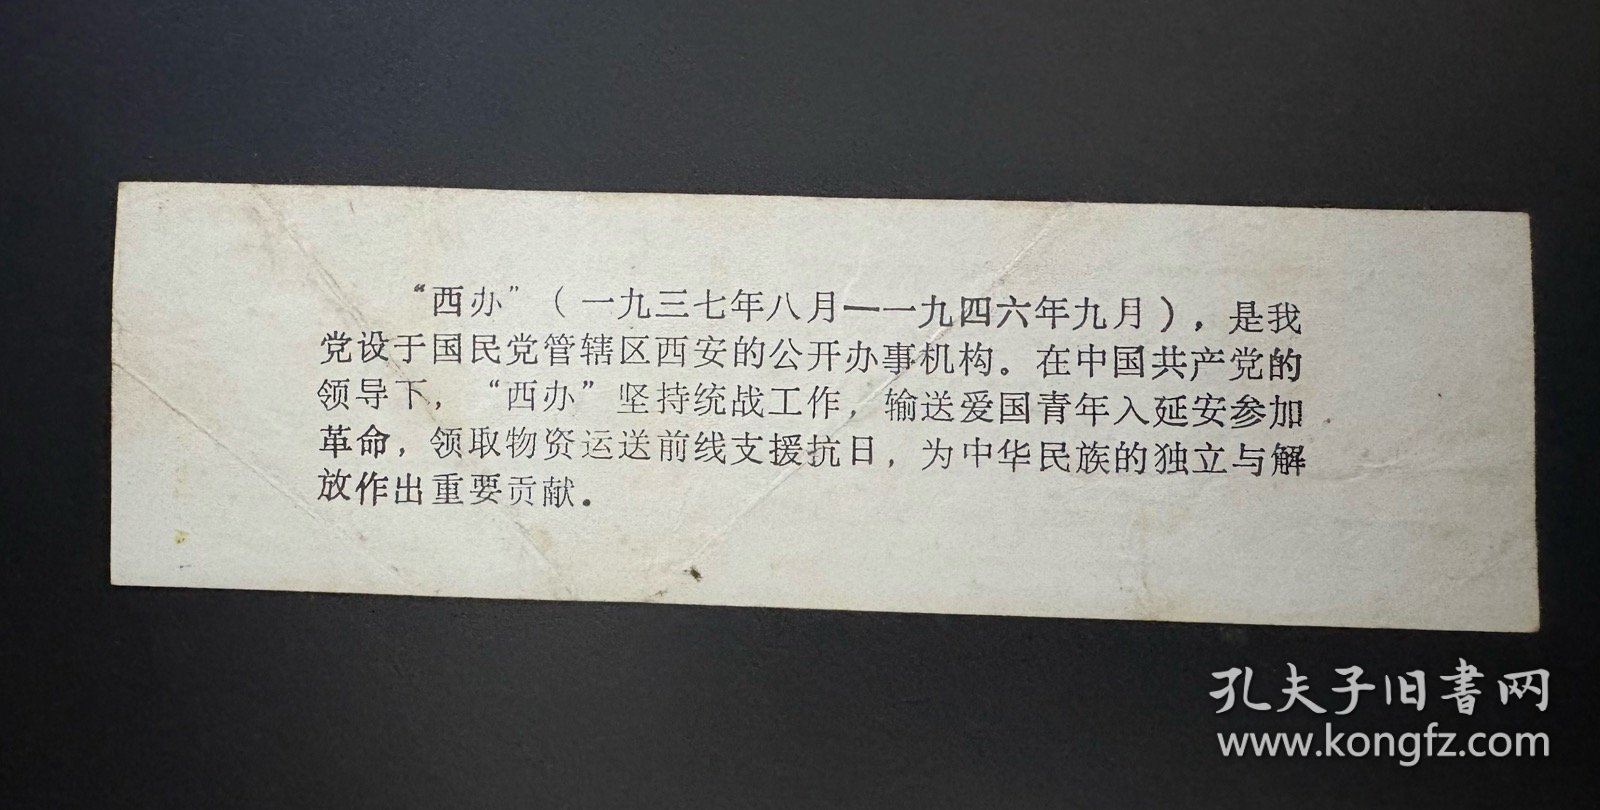 “西办”（一九三七年八月——一九四六年九月），是我
党设于国民党管辖区西安的公开办事机构。在中国共产党的
领导下，“西办”坚持统战工作，输送爱国青年入延安参加
革命，领取物资运送前线支援抗日，为中华民族的独立与解
放作出重要贡献。
孔夫子旧书网
www.kongfz.com